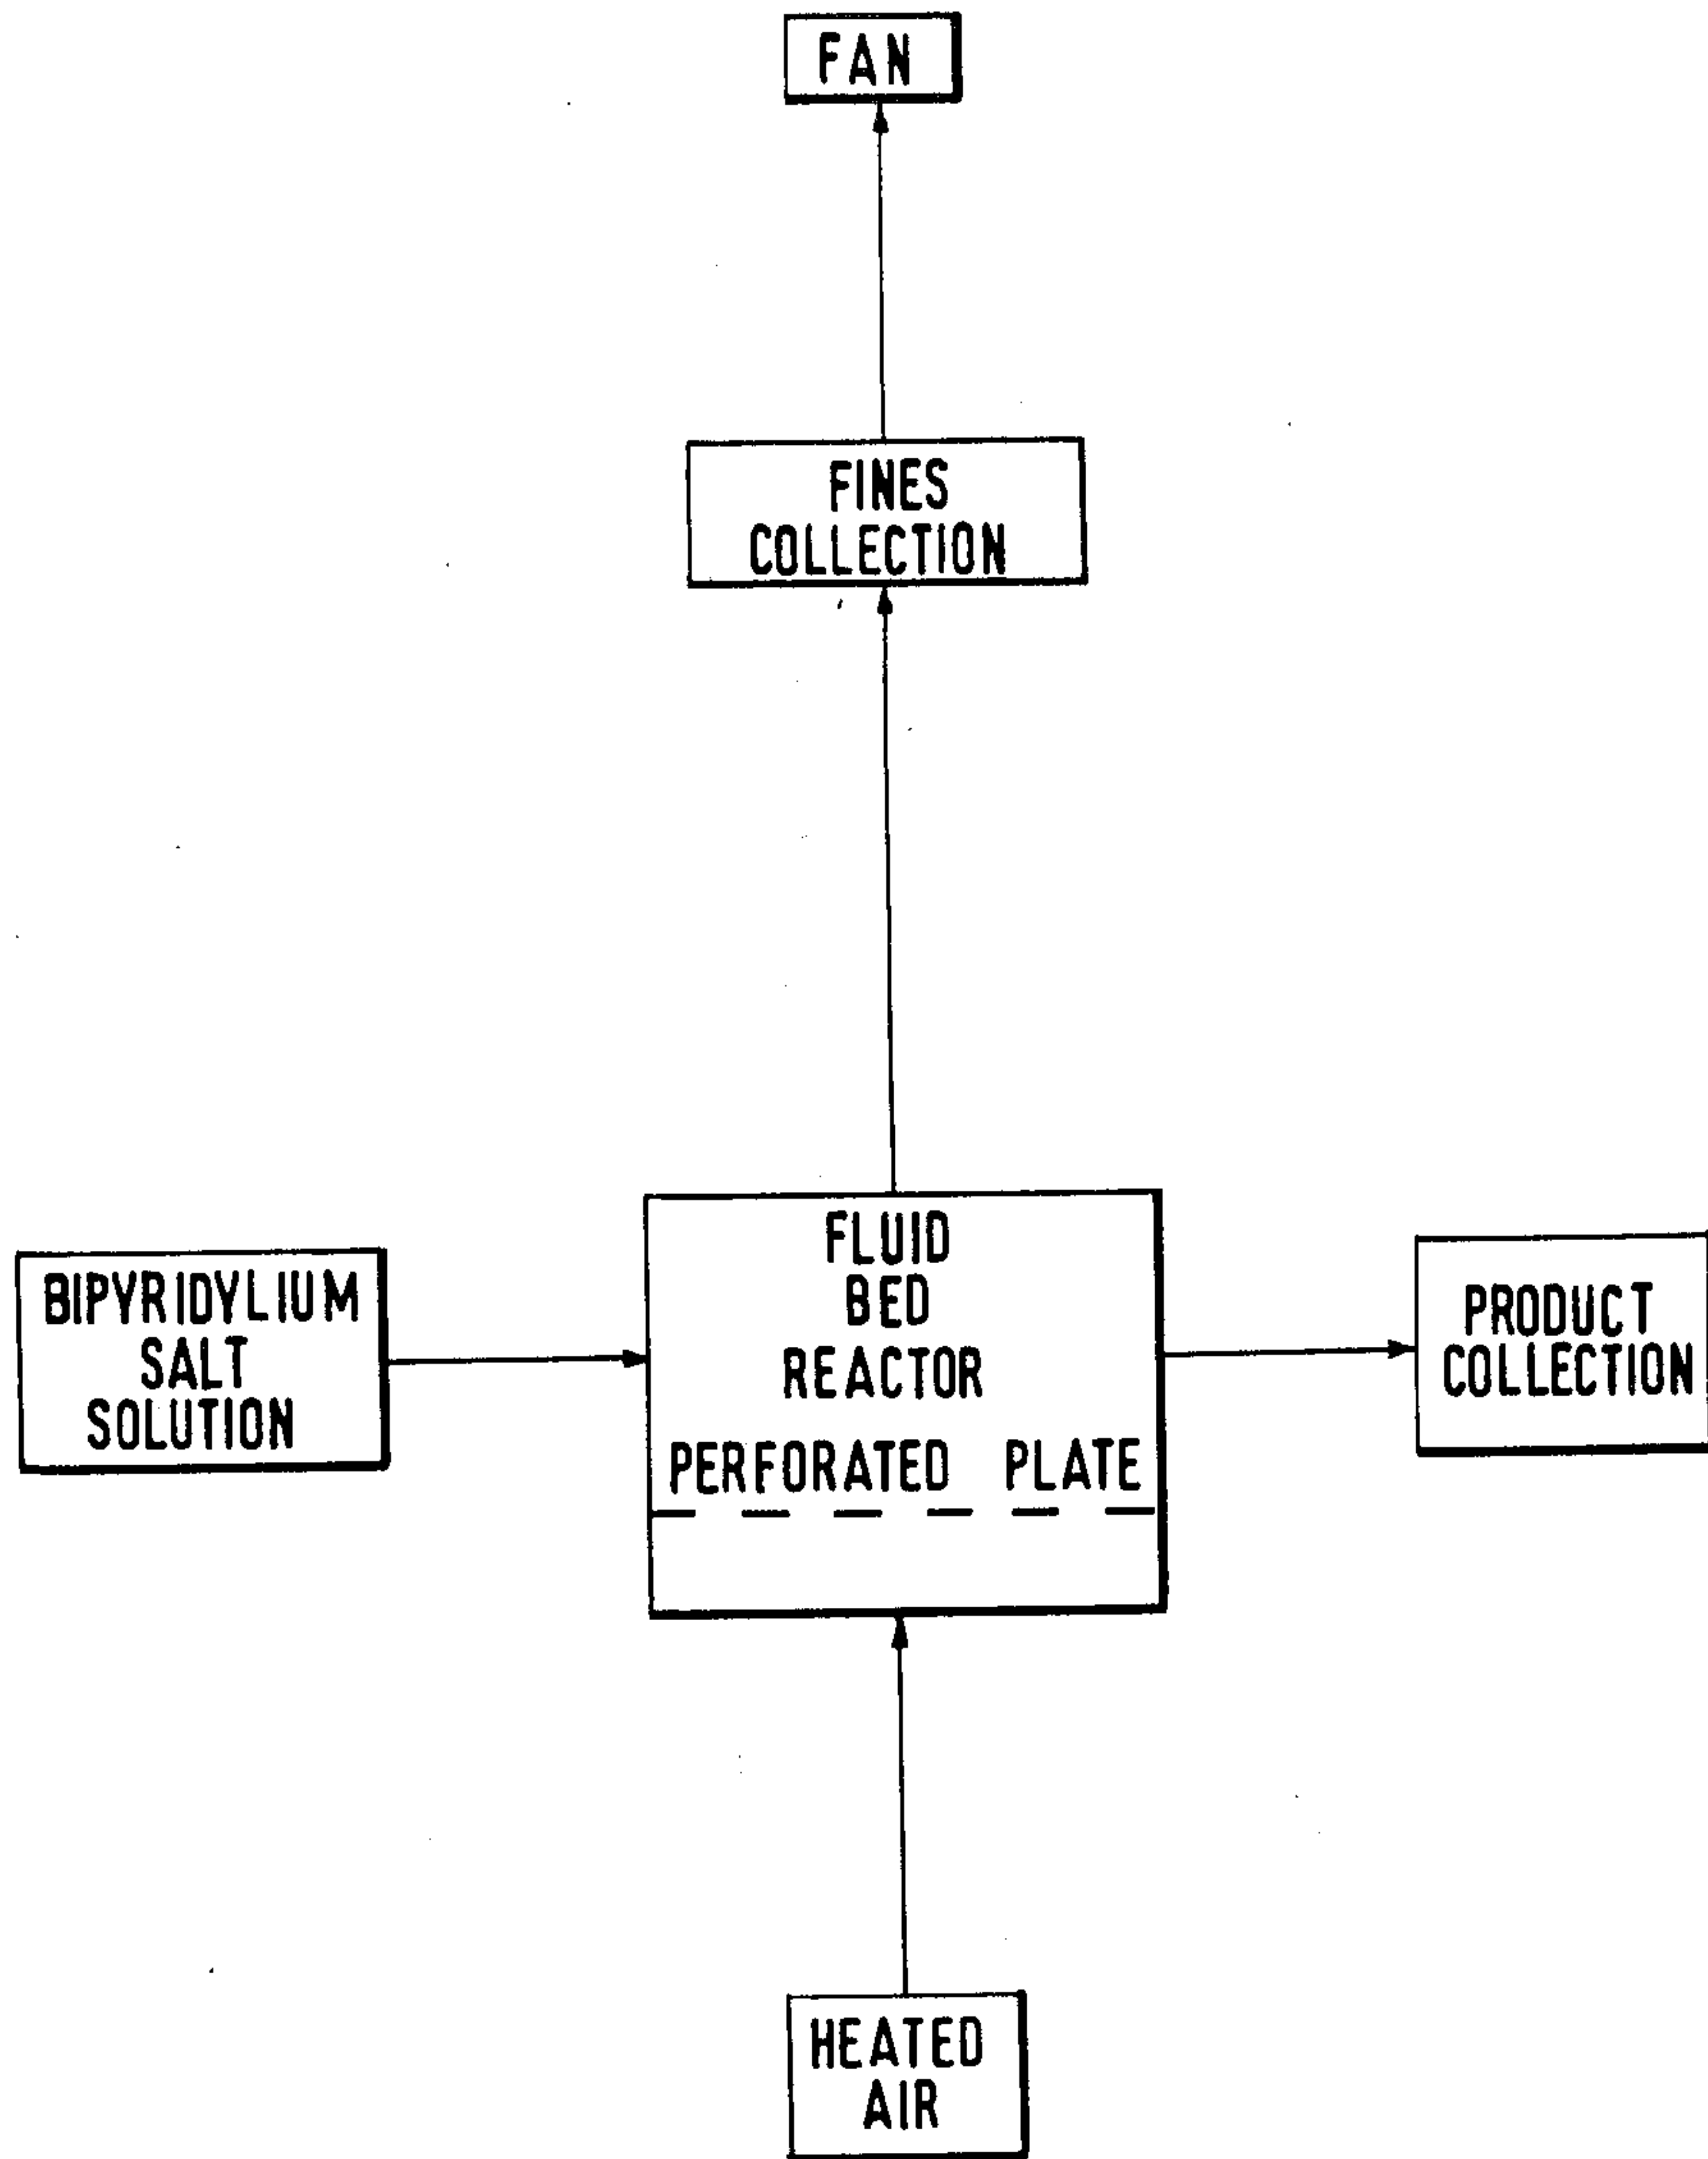 FAN
FINES
COLLECTION
BIPYRIDYLIUM
SALT
SOLUTION
FLUID
BED
REACTOR
PERFORATED PLATE
PRODUCT
COLLECTION
HEATED
AIR